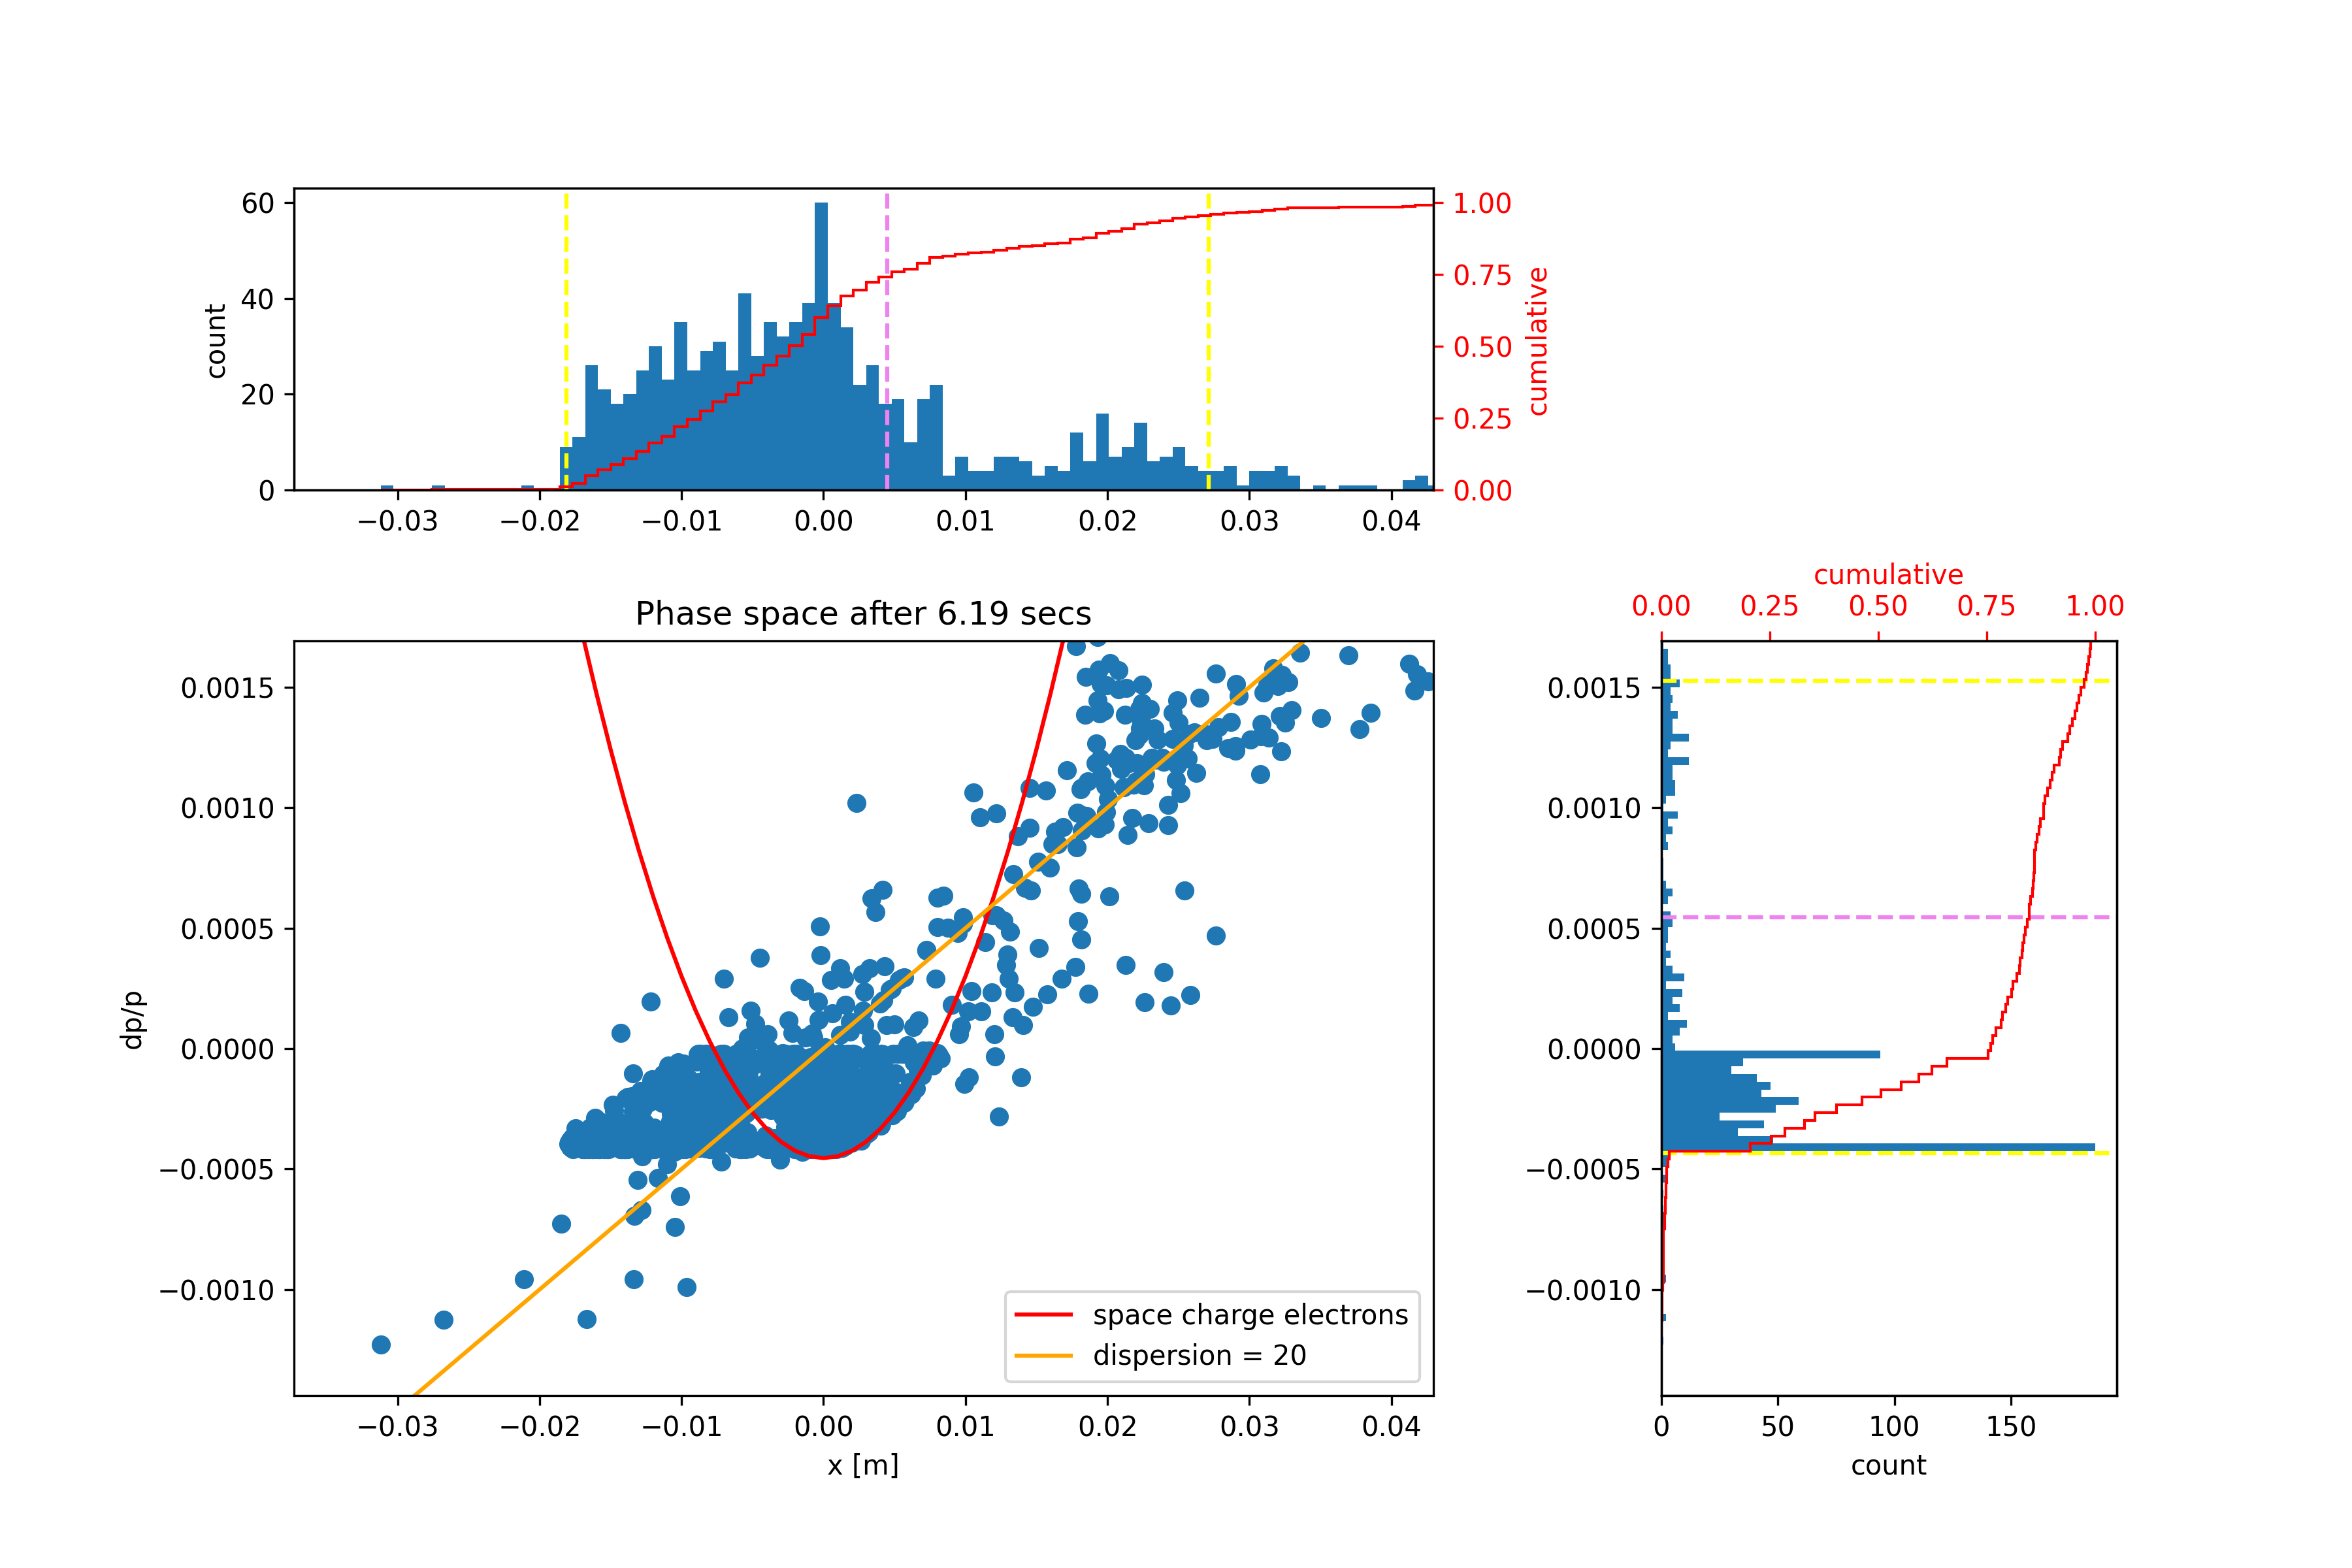 60
40
20
0
count
1.00
0.75
0.50
0.25
0.00
cumulative
−0.03 −0.02 −0.01 0.00 0.01 0.02 0.03 0.04
Phase space after 6.19 secs
0.0015
0.0010
0.0005
0.0000
−0.0005
−0.0010
dp/p
space charge electrons
dispersion = 20
−0.03 −0.02 −0.01 0.00 0.01 0.02 0.03 0.04
x [m]
cumulative
0.00 0.25 0.50 0.75 1.00
0.0015
0.0010
0.0005
0.0000
−0.0005
−0.0010
0 50 100 150
count